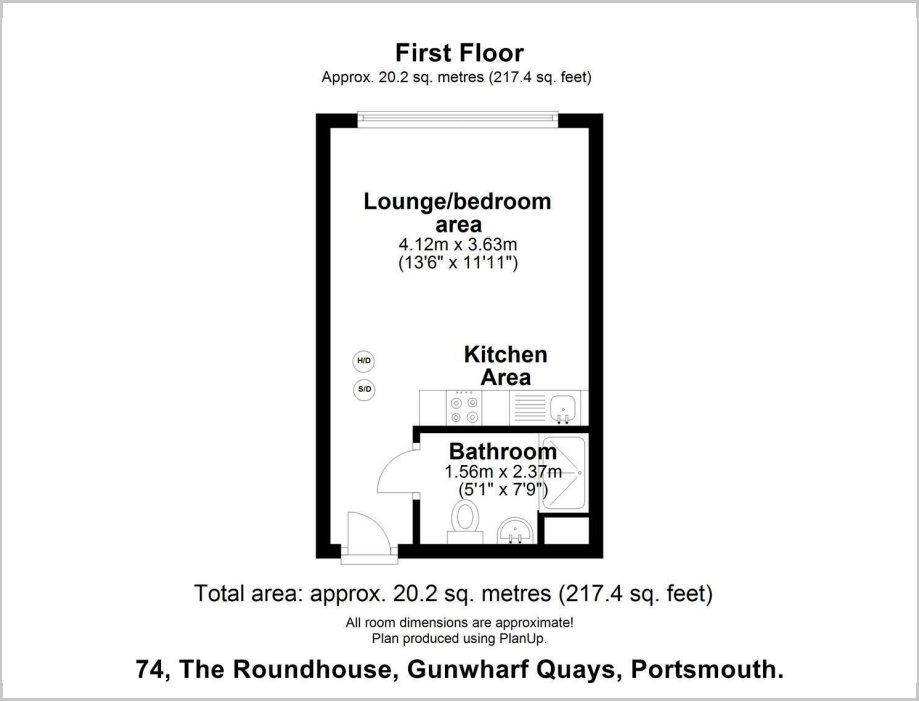 First Floor
Approx. 20.2 sq. metres (217.4 sq. feet)
Lounge/bedroom
area
4.12m x 3.63m
(13'6" x 11'11")
H/D
S/D
Kitchen
Area
Bathroom
1.56m x 2.37m
(5'1" x 7'9")
Total area: approx. 20.2 sq. metres (217.4 sq. feet)
All room dimensions are approximate!
Plan produced using PlanUp.
74, The Roundhouse, Gunwharf Quays, Portsmouth.